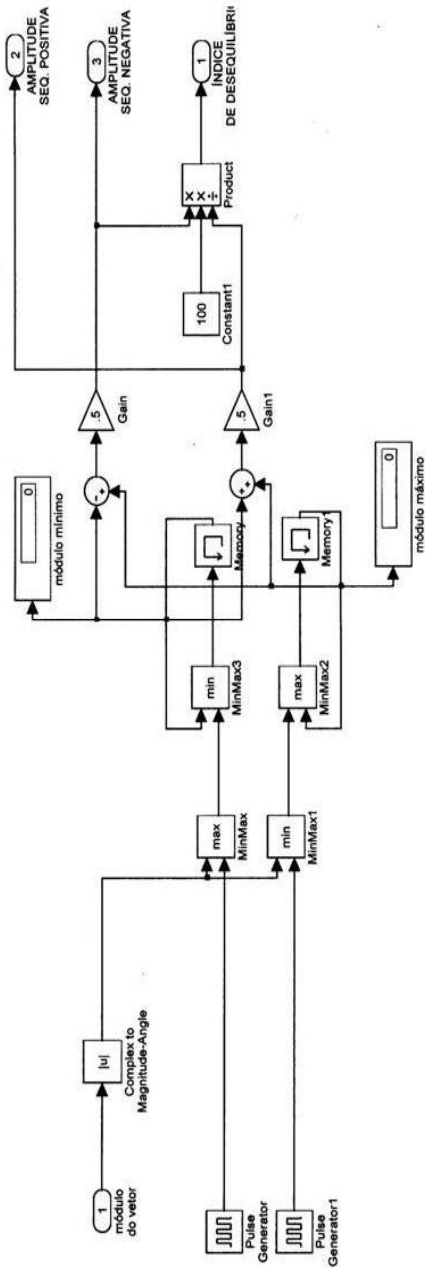 1
módulo
do vetor
|u|
Complex to
Magnitude-Angle
Pulse
Generator
Pulse
Generator1
max
MinMax
min
MinMax1
min
MinMax3
max
MinMax2
Memory
Memory1
0
módulo mínimo
0
módulo máximo
- +
+ +
.5
Gain
.5
Gain1
100
Constant1
X
X
÷
Product
2
AMPLITUDE
SEQ. POSITIVA
3
AMPLITUDE
SEQ. NEGATIVA
1
ÍNDICE
DE DESEQUILÍBRI